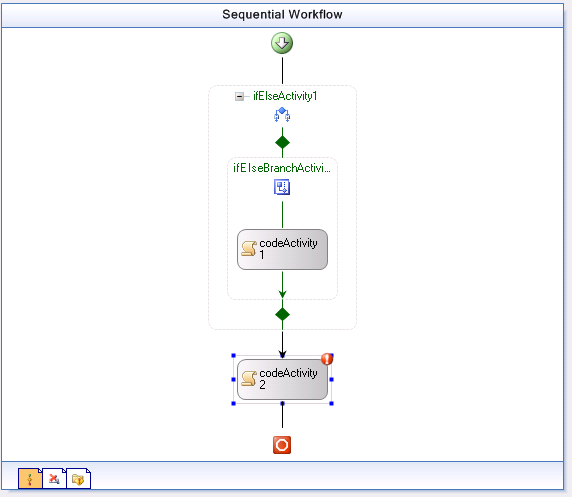 Sequential Workflow
ifElseActivity1
ifElseBranchActivi...
codeActivity
1
codeActivity
2